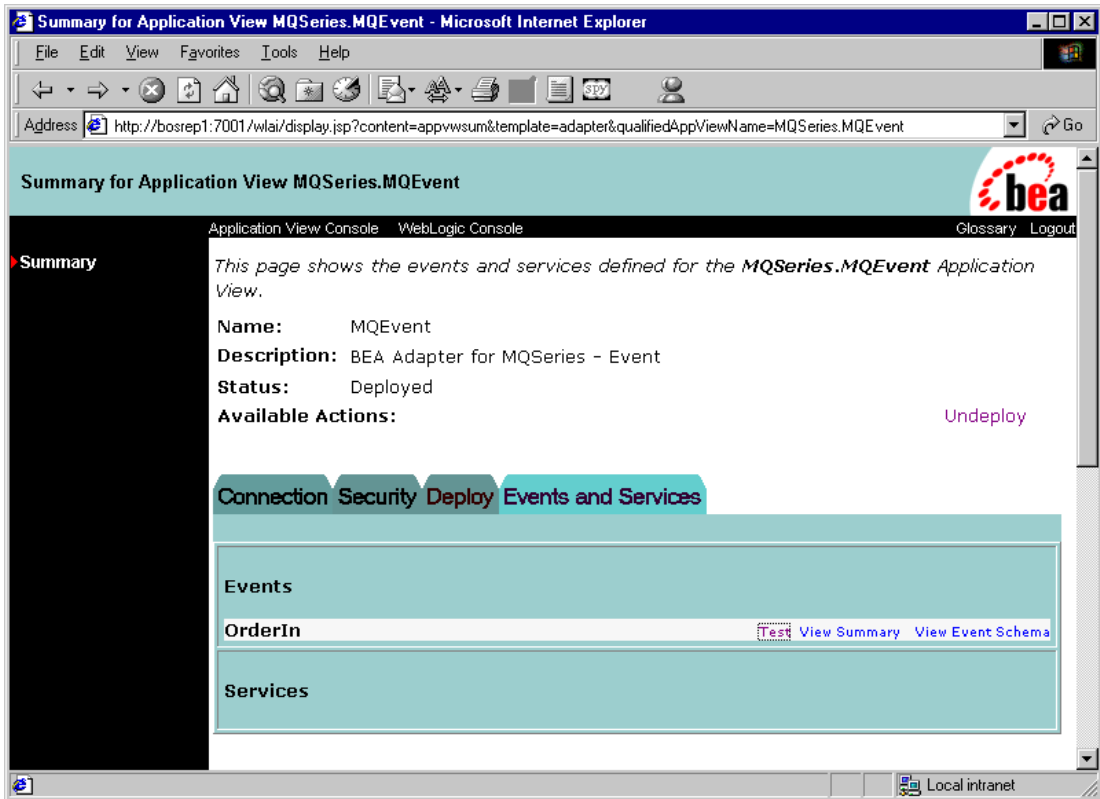 Summary for Application View MQSeries.MQEvent - Microsoft Internet Explorer
File Edit View Favorites Tools Help
SPY
Address http://bosrep1:7001/wlai/display.jsp?content=appvwsum&template=adapter&qualifiedAppViewName=MQSeries.MQEvent Go
Summary for Application View MQSeries.MQEvent
bea
Application View Console WebLogic Console Glossary Logout
Summary
This page shows the events and services defined for the MQSeries.MQEvent Application
View.
Name: MQEvent
Description: BEA Adapter for MQSeries - Event
Status: Deployed
Available Actions: Undeploy
Connection Security Deploy Events and Services
Events
OrderIn Test View Summary View Event Schema
Services
Local intranet